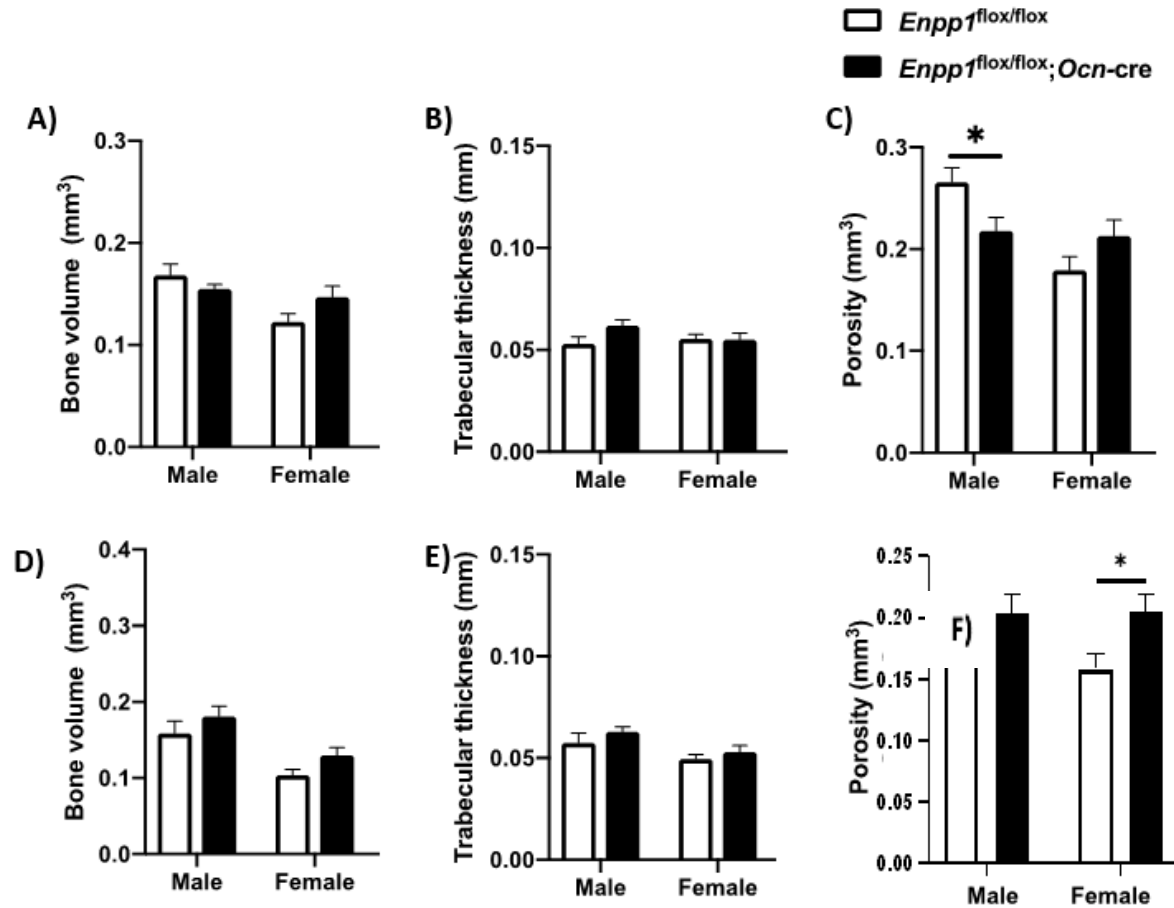 Enpp1flox/flox
Enpp1flox/flox;Ocn-cre
A)
Bone volume (mm3)
0.3
0.2
0.1
0.0
Male Female
B)
Trabecular thickness (mm)
0.15
0.10
0.05
0.00
Male Female
C)
Porosity (mm3)
0.3
0.2
0.1
0.0
*
Male Female
D)
Bone volume (mm3)
0.4
0.3
0.2
0.1
0.0
Male Female
E)
Trabecular thickness (mm)
0.15
0.10
0.05
0.00
Male Female
F)
Porosity (mm3)
0.25
0.20
0.15
0.10
0.05
0.00
*
Male Female